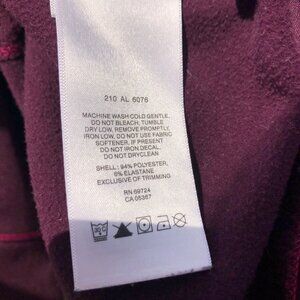 210 AL 6076
MACHINE WASH COLD GENTLE,
DO NOT BLEACH, TUMBLE
DRY LOW, REMOVE PROMPTLY,
IRON LOW, DO NOT USE FABRIC
SOFTENER, IF PRESENT
DO NOT IRON DECAL,
DO NOT DRYCLEAN
SHELL : 94% POLYESTER,
6% ELASTANE
EXCLUSIVE OF TRIMMING
RN 69724
CA 05367